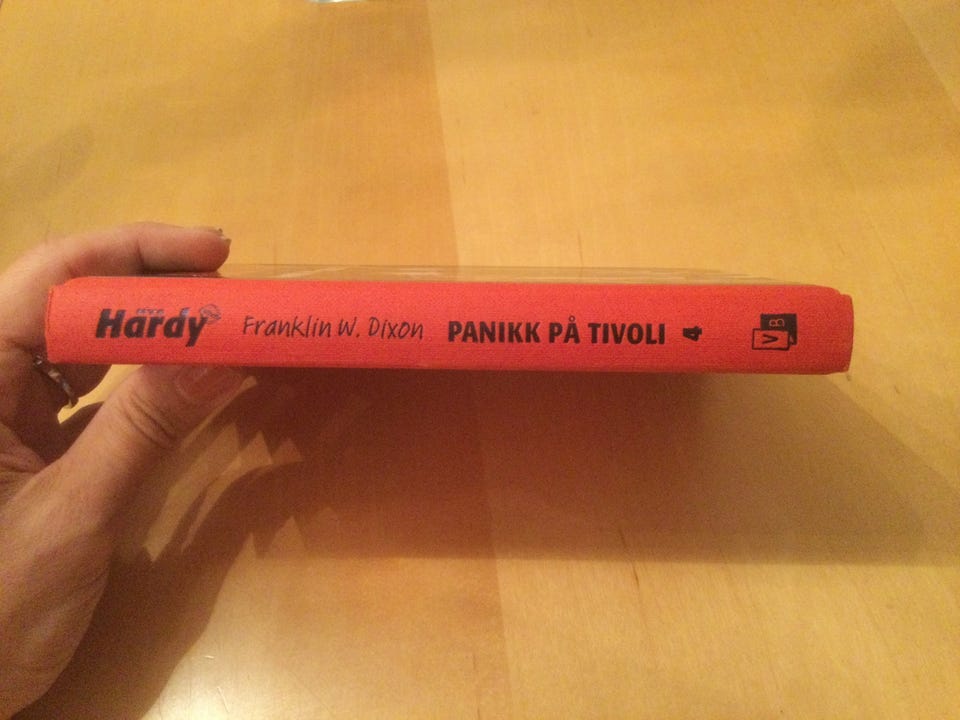 Hardy
Franklin W. Dixon
PANIKK PÅ TIVOLI
4
VB